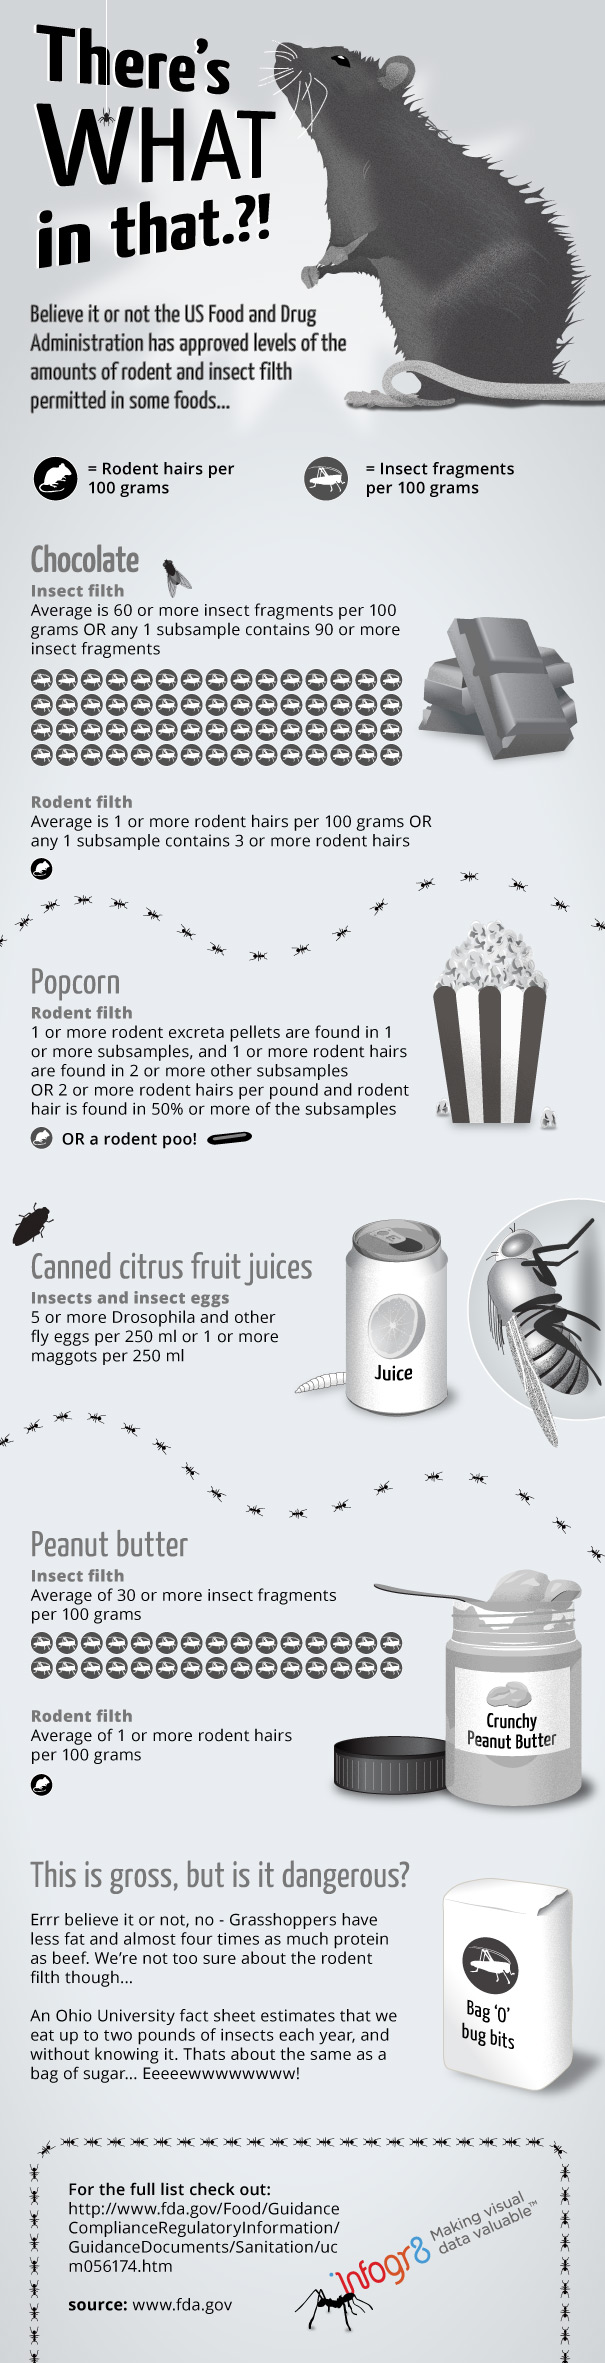 There's
WHAT
in that.?!
Believe it or not the US Food and Drug
Administration has approved levels of the
amounts of rodent and insect filth
permitted in some foods...
= Rodent hairs per
100 grams
= Insect fragments
per 100 grams
Chocolate
Insect filth
Average is 60 or more insect fragments per 100
grams OR any 1 subsample contains 90 or more
insect fragments
Rodent filth
Average is 1 or more rodent hairs per 100 grams OR
any 1 subsample contains 3 or more rodent hairs
Popcorn
Rodent filth
1 or more rodent excreta pellets are found in 1
or more subsamples, and 1 or more rodent hairs
are found in 2 or more other subsamples
OR 2 or more rodent hairs per pound and rodent
hair is found in 50% or more of the subsamples
OR a rodent poo!
Canned citrus fruit juices
Insects and insect eggs
5 or more Drosophila and other
fly eggs per 250 ml or 1 or more
maggots per 250 ml
Juice
Peanut butter
Insect filth
Average of 30 or more insect fragments
per 100 grams
Rodent filth
Average of 1 or more rodent hairs
per 100 grams
Crunchy
Peanut Butter
This is gross, but is it dangerous?
Errr believe it or not, no - Grasshoppers have
less fat and almost four times as much protein
as beef. We're not too sure about the rodent
filth though...
An Ohio University fact sheet estimates that we
eat up to two pounds of insects each year, and
without knowing it. Thats about the same as a
bag of sugar... Eeeeewwwwwwww!
Bag 'O'
bug bits
For the full list check out:
http://www.fda.gov/Food/Guidance
ComplianceRegulatoryInformation/
GuidanceDocuments/Sanitation/uc
m056174.htm
source: www.fda.gov
infogr8
Making visual
data valuable™